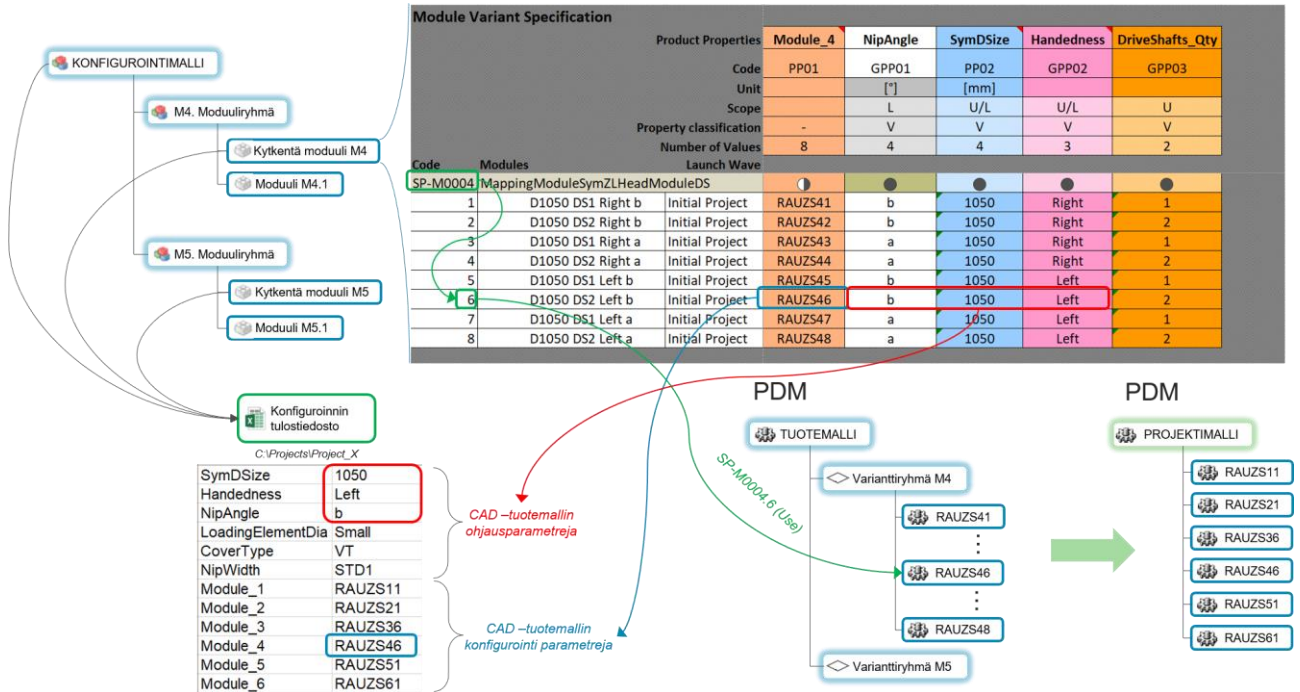 KONFIGUROINTIMALLI
M4. Moduuliryhmä
Kytkentä moduuli M4
Moduuli M4.1
M5. Moduuliryhmä
Kytkentä moduuli M5
Moduuli M5.1
Module Variant Specification
Product Properties Module_4 NipAngle SymDSize Handedness DriveShafts_Qty
Code PP01 GPP01 PP02 GPP02 GPP03
Unit [°] [mm]
Scope L U/L U/L U
Property classification - V V V V
Number of Values 8 4 4 3 2
Code Modules Launch Wave
SP-M0004 MappingModuleSymZLHeadModuleDS
1 D1050 DS1 Right b Initial Project RAUZS41 b 1050 Right 1
2 D1050 DS2 Right b Initial Project RAUZS42 b 1050 Right 2
3 D1050 DS1 Right a Initial Project RAUZS43 a 1050 Right 1
4 D1050 DS2 Right a Initial Project RAUZS44 a 1050 Right 2
5 D1050 DS1 Left b Initial Project RAUZS45 b 1050 Left 1
6 D1050 DS2 Left b Initial Project RAUZS46 b 1050 Left 2
7 D1050 DS1 Left a Initial Project RAUZS47 a 1050 Left 1
8 D1050 DS2 Left a Initial Project RAUZS48 a 1050 Left 2
Konfiguroinnin
tulostiedosto
C:\Projects\Project_X
SymDSize 1050
Handedness Left
NipAngle b
LoadingElementDia Small
CoverType VT
NipWidth STD1
Module_1 RAUZS11
Module_2 RAUZS21
Module_3 RAUZS36
Module_4 RAUZS46
Module_5 RAUZS51
Module_6 RAUZS61
CAD –tuotemallin
ohjausparametreja
CAD –tuotemallin
konfigurointi parametreja
SP-M0004.6 (Use)
PDM
TUOTEMALLI
Varianttiryhmä M4
RAUZS41
RAUZS46
RAUZS48
Varianttiryhmä M5
PDM
PROJEKTIMALLI
RAUZS11
RAUZS21
RAUZS36
RAUZS46
RAUZS51
RAUZS61